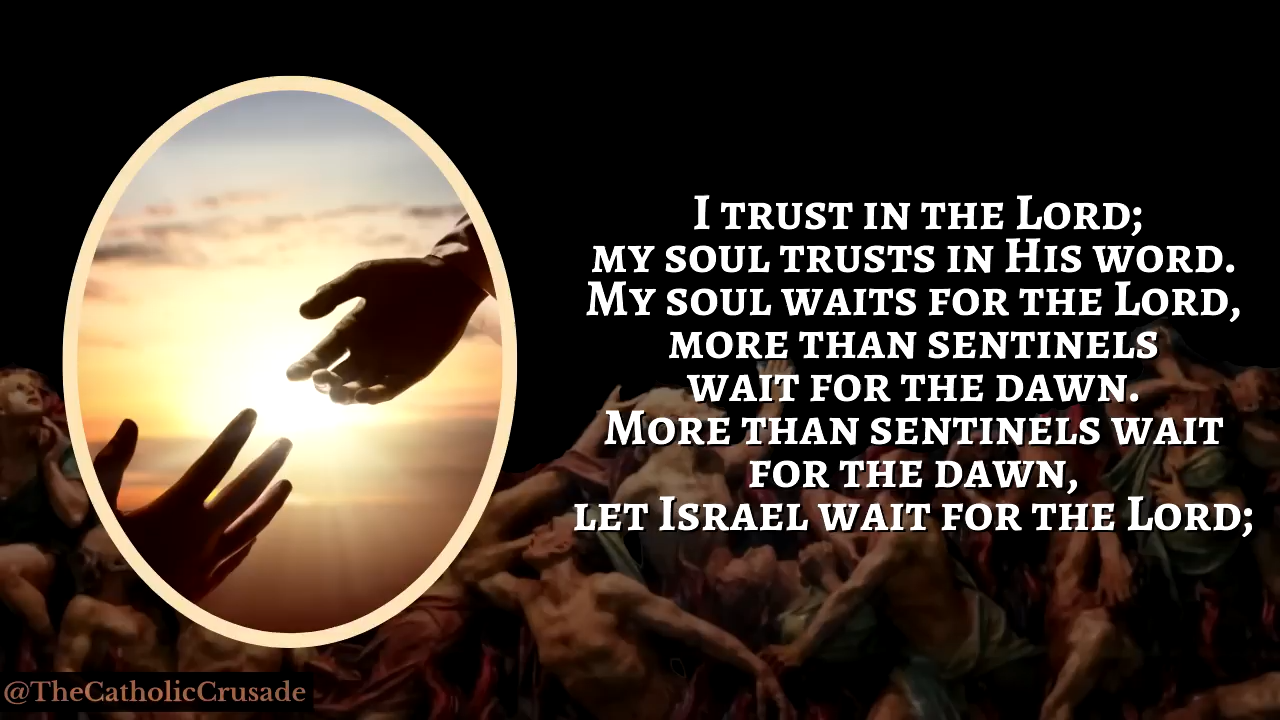 I trust in the Lord;
my soul trusts in His word.
My soul waits for the Lord,
more than sentinels
wait for the dawn.
More than sentinels wait
for the dawn,
let Israel wait for the Lord;
@TheCatholicCrusade